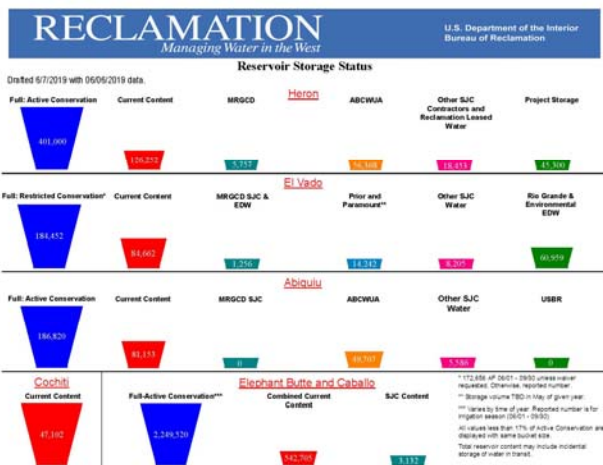 RECLAMATION
Managing Water in the West
U.S. Department of the Interior
Bureau of Reclamation
Reservoir Storage Status
Drafted 6/7/2019 with 06/06/2019 data.
Heron
Full: Active Conservation
Current Content
MRGCD
ABCWUA
Other SJC
Contractors and
Reclamation Leased
Water
Project Storage
401,000
126,252
5,757
18,453
45,300
El Vado
Full: Restricted Conservation*
Current Content
MRGCD SJC &
EDW
Prior and
Paramount**
Other SJC
Water
Rio Grande &
Environmental
EDW
184,452
84,662
1,256
14,242
8,205
60,959
Abiquiu
Full: Active Conservation
Current Content
MRGCD SJC
ABCWUA
Other SJC
Water
USBR
186,820
81,153
0
5,586
0
Cochiti
Current Content
47,102
Elephant Butte and Caballo
Full-Active Conservation***
Combined Current
Content
SJC Content
2,249,520
542,705
3,132
* 172,656 AF 06/01 - 09/30 unless waiver
requested. Otherwise, reported number.
** Storage volume TBD in May of given year.
*** Varies by time of year. Reported number is for
irrigation season (06/01 - 09/30)
All values less than 17% of Active Conservation are
displayed with same bucket size.
Total reservoir content may include incidental
storage of water in transit.